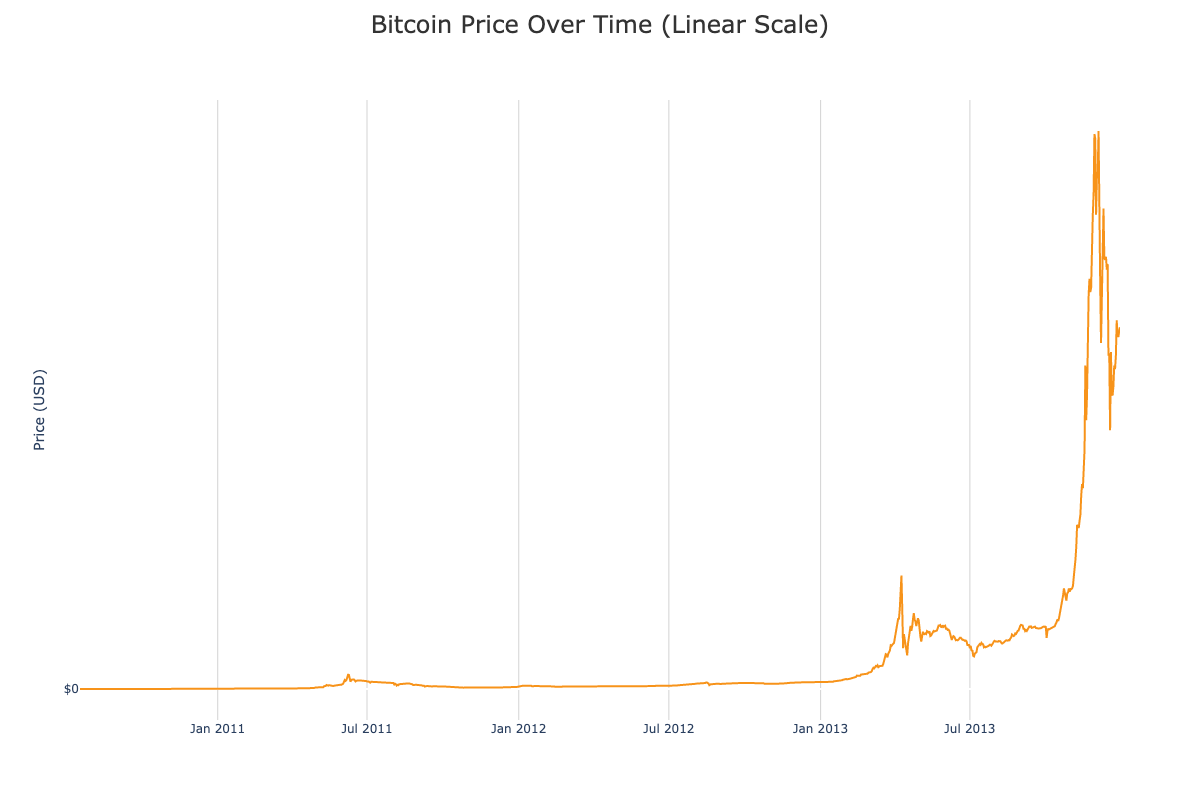 Bitcoin Price Over Time (Linear Scale)
Price (USD)
$0
Jan 2011
Jul 2011
Jan 2012
Jul 2012
Jan 2013
Jul 2013